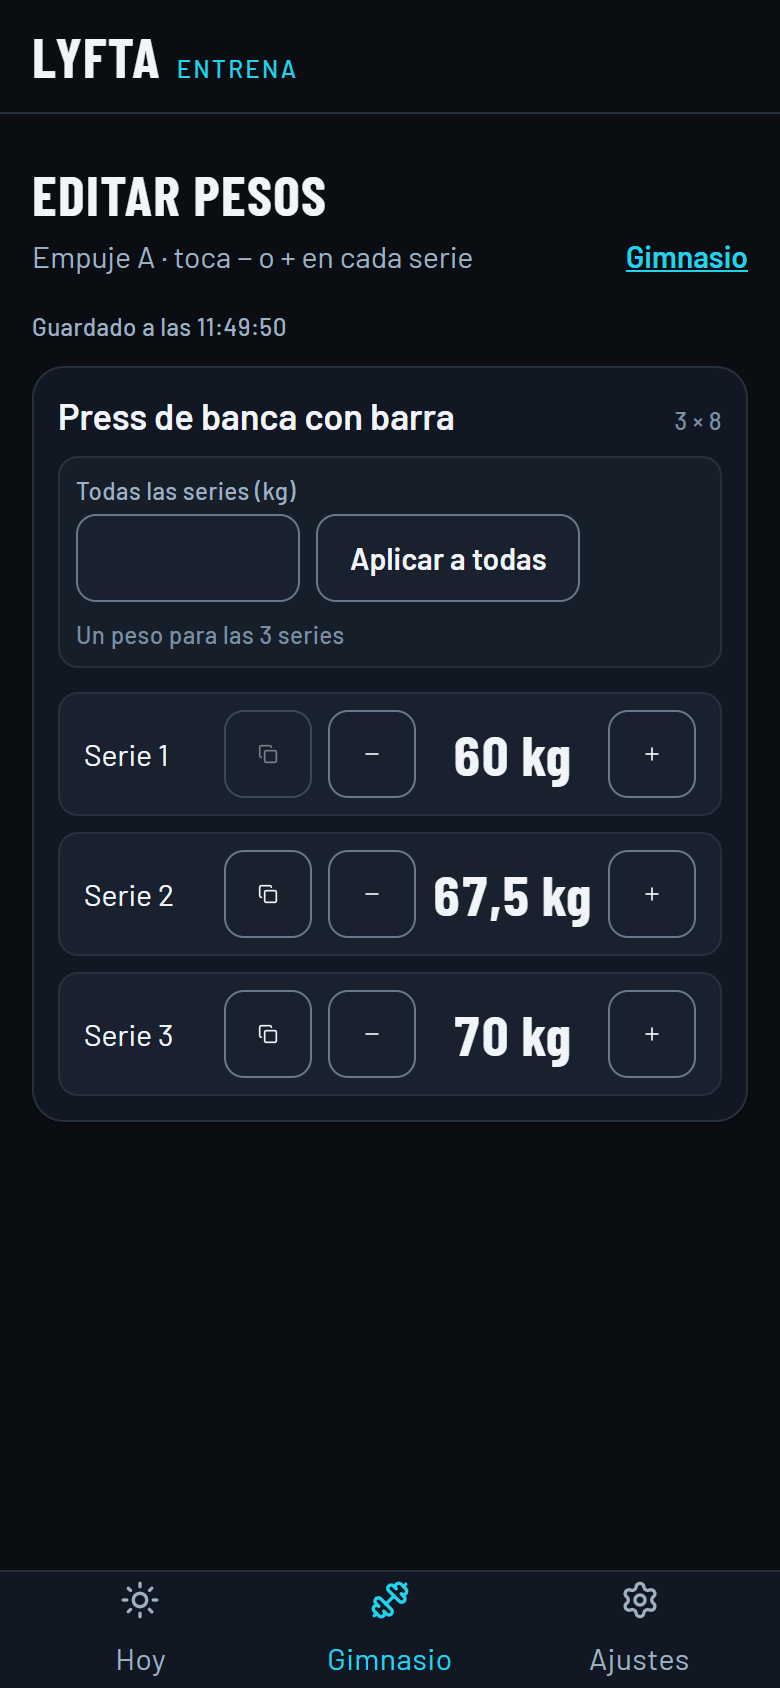 LYFTA ENTRENA
EDITAR PESOS
Empuje A · toca − o + en cada serie Gimnasio
Guardado a las 11:49:50
Press de banca con barra 3 × 8
Todas las series (kg)
Aplicar a todas
Un peso para las 3 series
Serie 1 − 60 kg +
Serie 2 − 67,5 kg +
Serie 3 − 70 kg +
Hoy Gimnasio Ajustes